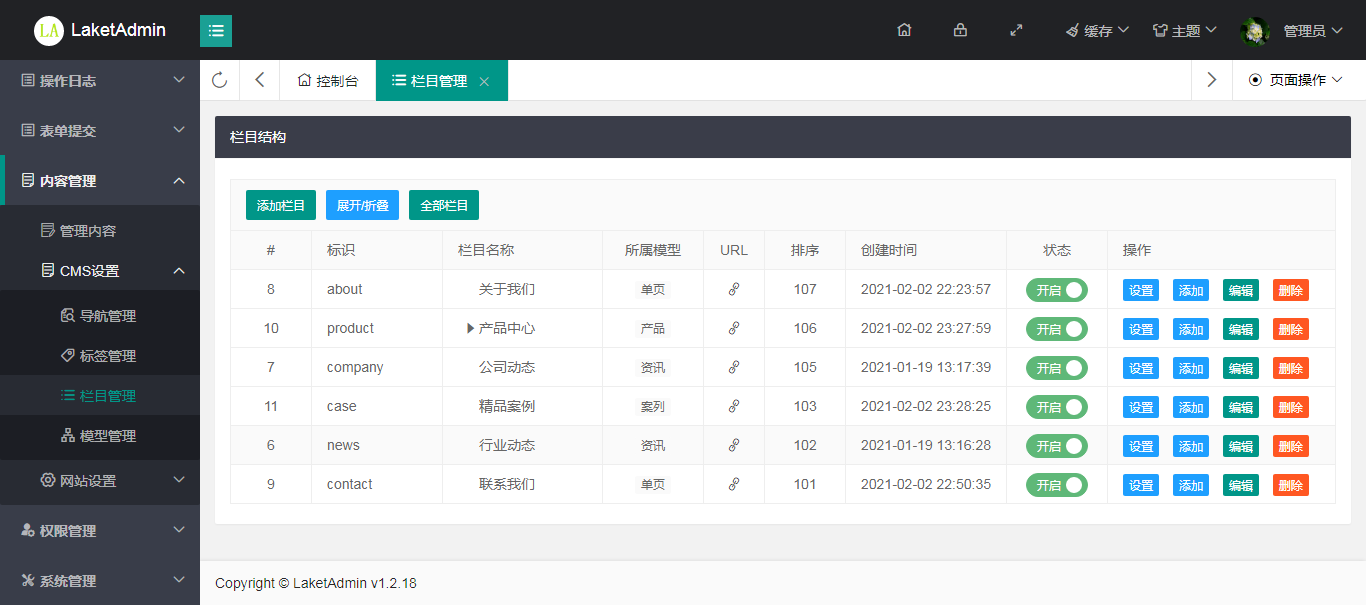 LA LaketAdmin 缓存 主题 管理员
操作日志
表单提交
内容管理
管理内容
CMS设置
导航管理
标签管理
栏目管理
模型管理
网站设置
权限管理
系统管理
控制台 栏目管理 页面操作
栏目结构
添加栏目 展开/折叠 全部栏目
# 标识 栏目名称 所属模型 URL 排序 创建时间 状态 操作
8 about 关于我们 单页 107 2021-02-02 22:23:57 开启 设置 添加 编辑 删除
10 product 产品中心 产品 106 2021-02-02 23:27:59 开启 设置 添加 编辑 删除
7 company 公司动态 资讯 105 2021-01-19 13:17:39 开启 设置 添加 编辑 删除
11 case 精品案例 案列 103 2021-02-02 23:28:25 开启 设置 添加 编辑 删除
6 news 行业动态 资讯 102 2021-01-19 13:16:28 开启 设置 添加 编辑 删除
9 contact 联系我们 单页 101 2021-02-02 22:50:35 开启 设置 添加 编辑 删除
Copyright © LaketAdmin v1.2.18